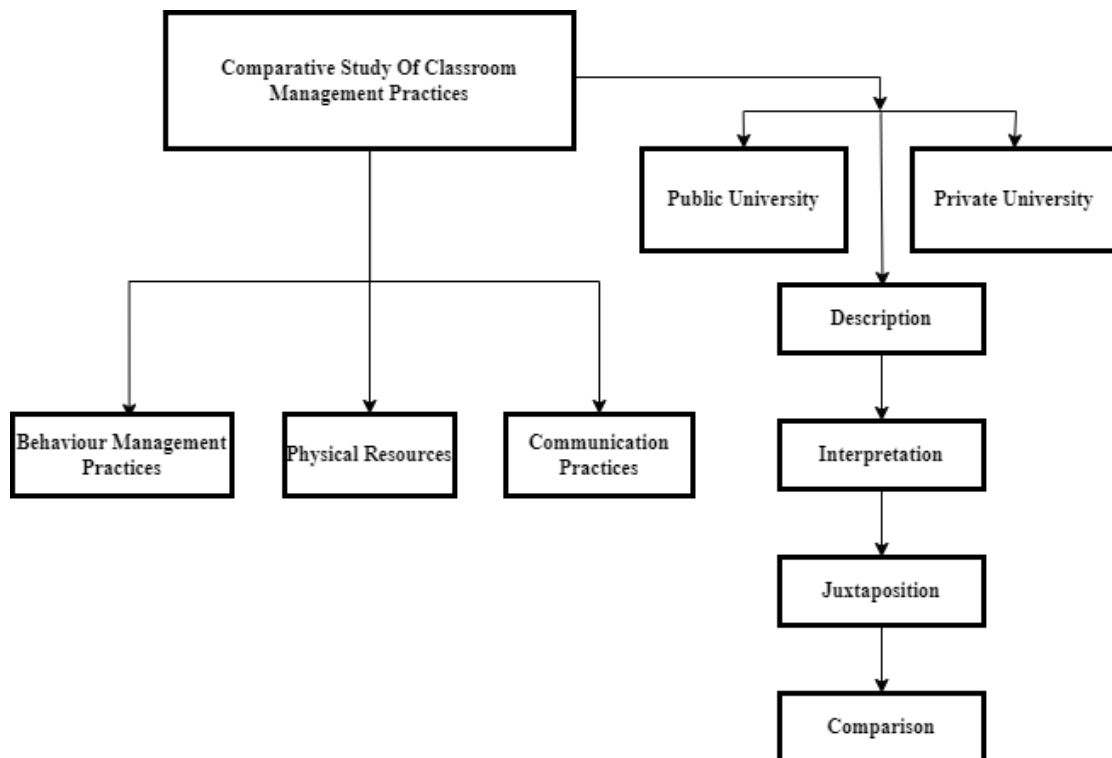 Comparative Study Of Classroom
Management Practices
Public University
Private University
Description
Behaviour Management
Practices
Physical Resources
Communication
Practices
Interpretation
Juxtaposition
Comparison